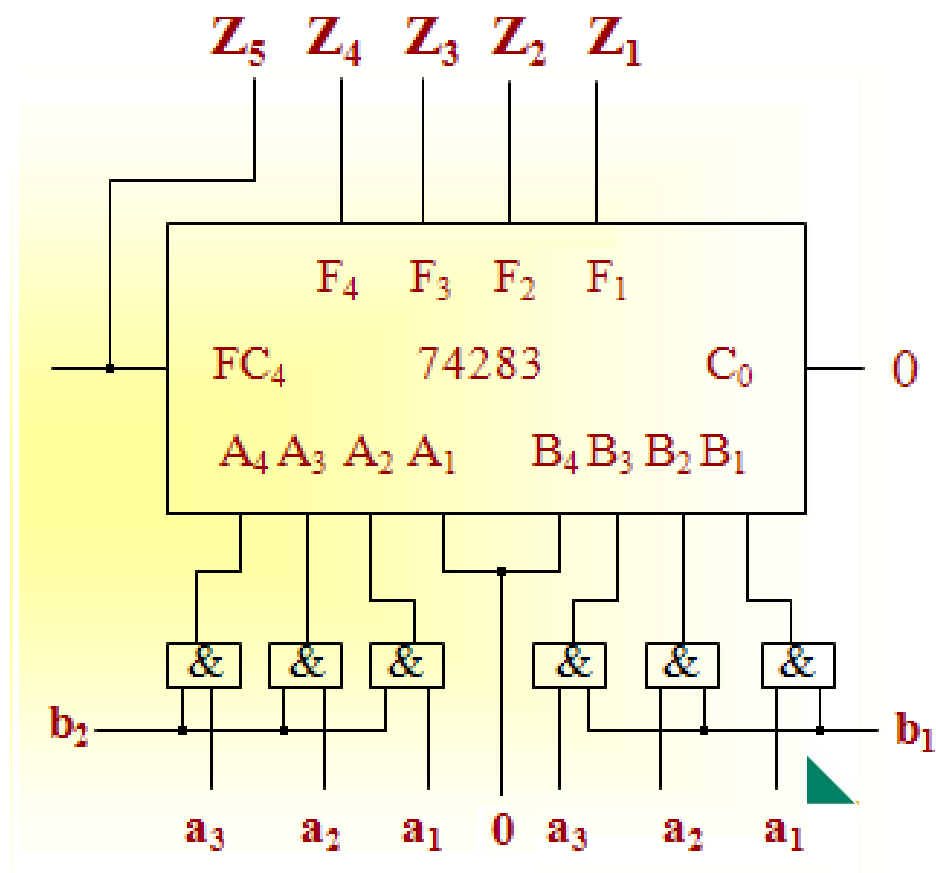 Z₅ Z₄ Z₃ Z₂ Z₁
F₄ F₃ F₂ F₁
FC₄ 74283 C₀ 0
A₄ A₃ A₂ A₁ B₄ B₃ B₂ B₁
& & & & & &
b₂ b₁
a₃ a₂ a₁ 0 a₃ a₂ a₁